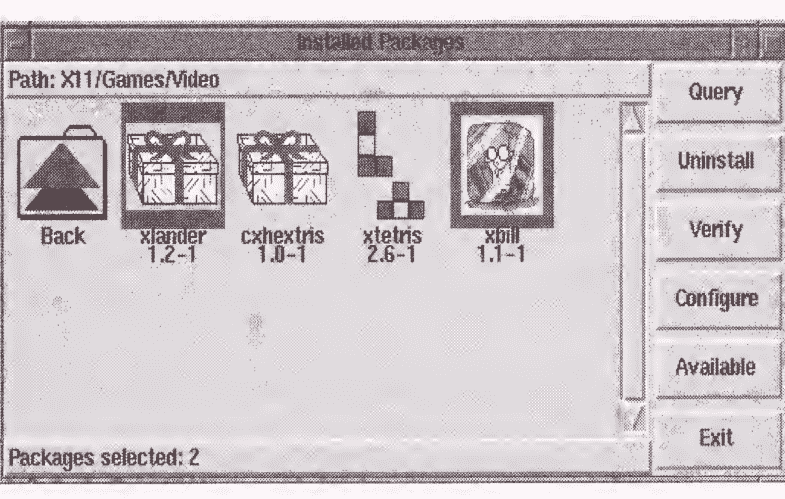 Installed Packages
Path: X11/Games/Video
Back
xlander
1.2-1
cxhextris
1.0-1
xtetris
2.6-1
xbill
1.1-1
Query
Uninstall
Verify
Configure
Available
Exit
Packages selected: 2